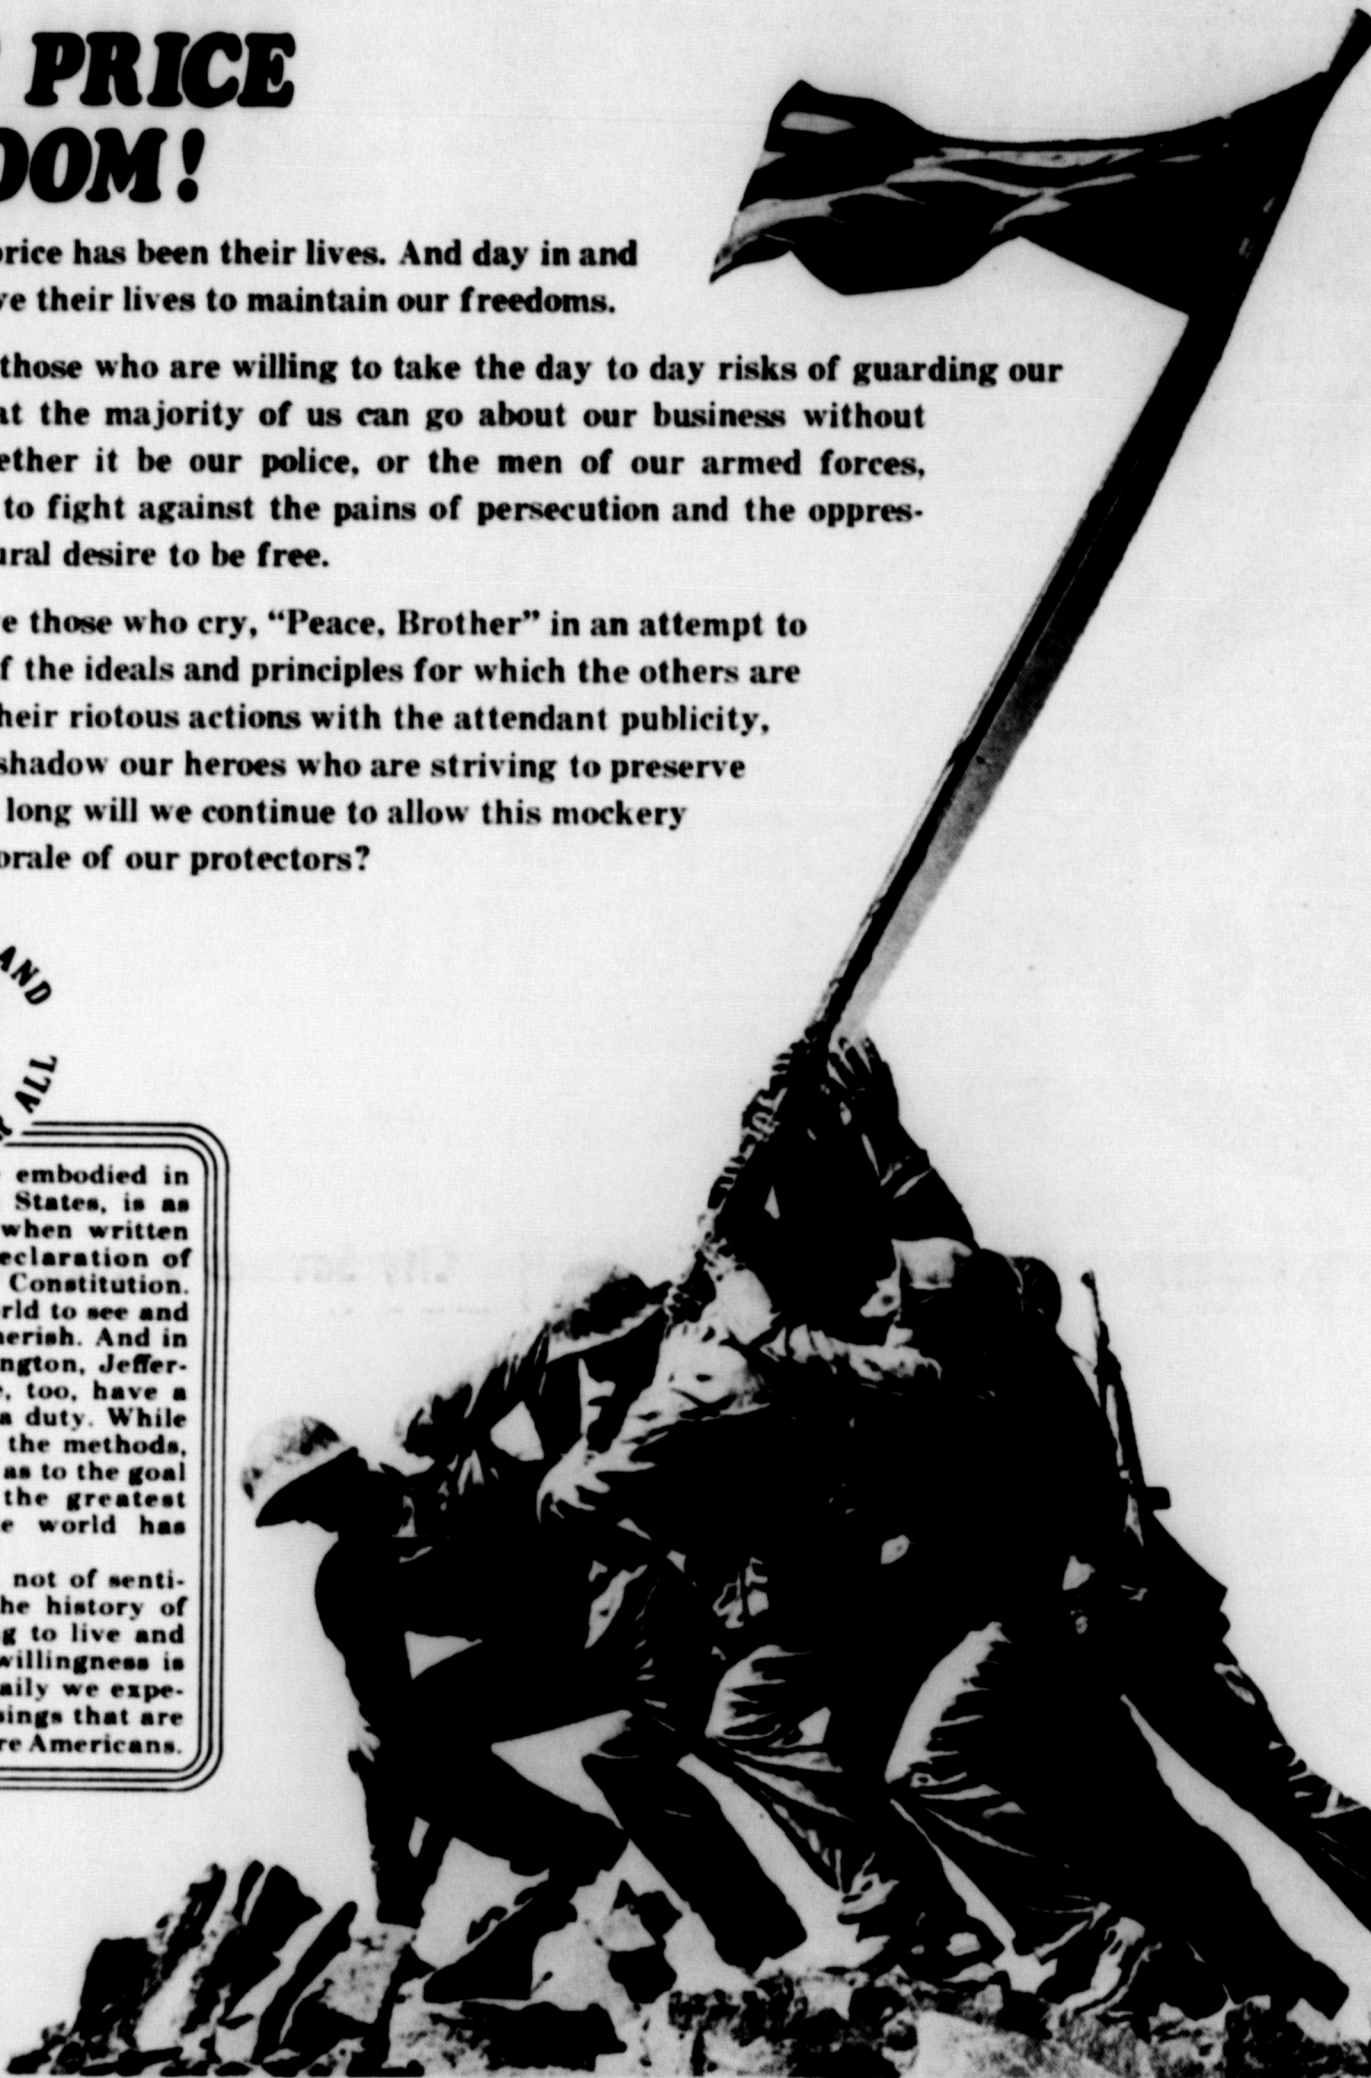 PRICE
DOM!
price has been their lives. And day in and
ve their lives to maintain our freedoms.
those who are willing to take the day to day risks of guarding our
at the majority of us can go about our business without
ether it be our police, or the men of our armed forces,
to fight against the pains of persecution and the oppres-
ural desire to be free.
e those who cry, “Peace, Brother” in an attempt to
f the ideals and principles for which the others are
heir riotous actions with the attendant publicity,
shadow our heroes who are striving to preserve
long will we continue to allow this mockery
orale of our protectors?
AND
ALL
embodied in
States, is as
when written
eclaration of
Constitution.
rld to see and
herish. And in
ngton, Jeffer-
, too, have a
a duty. While
the methods,
as to the goal
the greatest
e world has
not of senti-
he history of
g to live and
willingness is
aily we expe-
sings that are
re Americans.